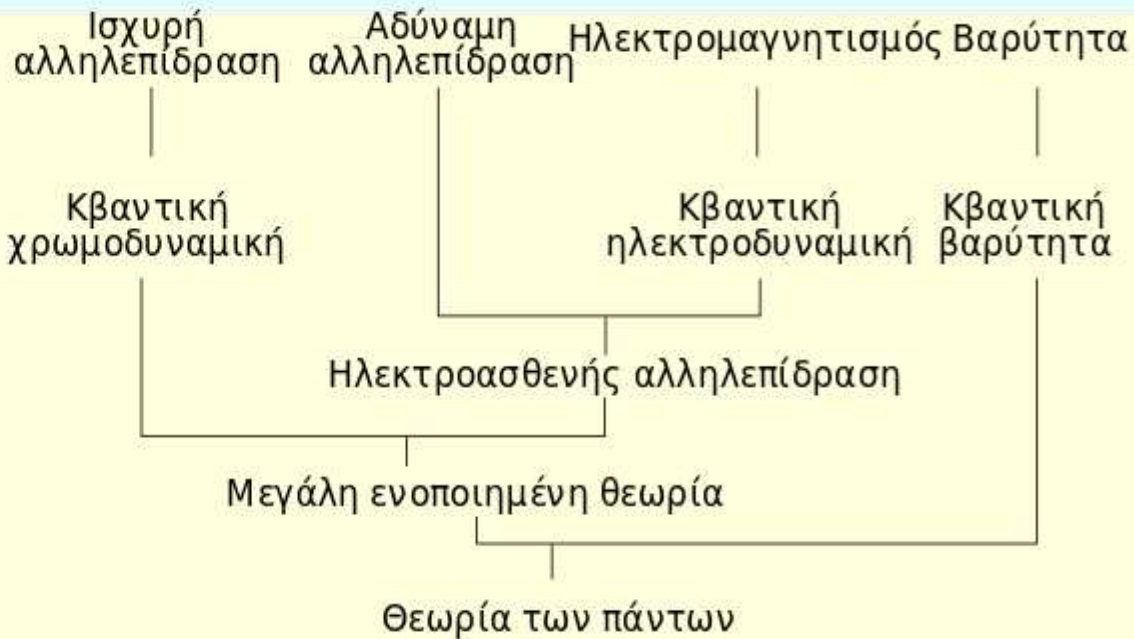 Ισχυρή
αλληλεπίδραση
Αδύναμη
αλληλεπίδραση
Ηλεκτρομαγνητισμός
Βαρύτητα
Κβαντική
χρωμοδυναμική
Κβαντική
ηλεκτροδυναμική
Κβαντική
βαρύτητα
Ηλεκτροασθενής αλληλεπίδραση
Μεγάλη ενοποιημένη θεωρία
Θεωρία των πάντων